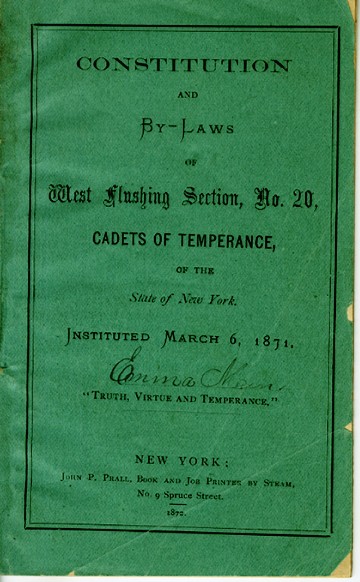 CONSTITUTION
AND
BY-LAWS
OF
West Flushing Section, No. 20,
CADETS OF TEMPERANCE,
OF THE
State of New York.
INSTITUTED MARCH 6, 1871.
Emma
"TRUTH, VIRTUE AND TEMPERANCE."
NEW YORK:
JOHN P. PRALL, BOOK AND JOB PRINTER BY STEAM,
No. 9 Spruce Street.
1872.